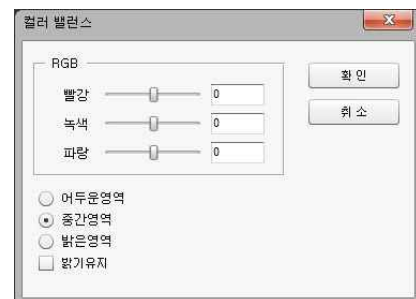 컬러 밸런스
RGB
빨강 0
녹색 0
파랑 0
확 인
취 소
어두운영역
중간영역
밝은영역
밝기유지